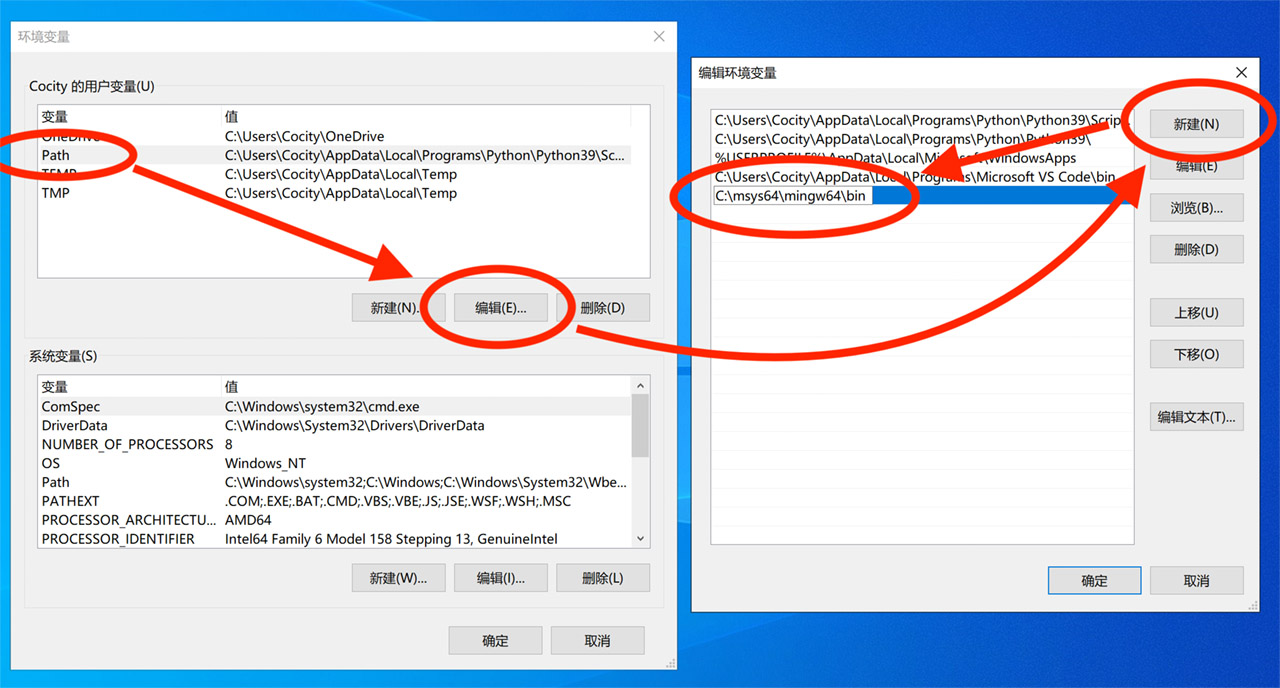 环境变量
Cocity 的用户变量(U)
变量 值
OneDrive C:\Users\Cocity\OneDrive
Path C:\Users\Cocity\AppData\Local\Programs\Python\Python39\Sc...
TEMP C:\Users\Cocity\AppData\Local\Temp
TMP C:\Users\Cocity\AppData\Local\Temp
新建(N)... 编辑(E)... 删除(D)
系统变量(S)
变量 值
ComSpec C:\Windows\system32\cmd.exe
DriverData C:\Windows\System32\Drivers\DriverData
NUMBER_OF_PROCESSORS 8
OS Windows_NT
Path C:\Windows\system32;C:\Windows;C:\Windows\System32\Wbe...
PATHEXT .COM;.EXE;.BAT;.CMD;.VBS;.VBE;.JS;.JSE;.WSF;.WSH;.MSC
PROCESSOR_ARCHITECTU... AMD64
PROCESSOR_IDENTIFIER Intel64 Family 6 Model 158 Stepping 13, GenuineIntel
新建(W)... 编辑(I)... 删除(L)
确定 取消
编辑环境变量
C:\Users\Cocity\AppData\Local\Programs\Python\Python39\Scrip
C:\Users\Cocity\AppData\Local\Programs\Python\Python39\
%USERPROFILE%\AppData\Local\Microsoft\WindowsApps
C:\Users\Cocity\AppData\Local\Programs\Microsoft VS Code\bin
C:\msys64\mingw64\bin
新建(N)
编辑(E)
浏览(B)...
删除(D)
上移(U)
下移(O)
编辑文本(T)...
确定 取消